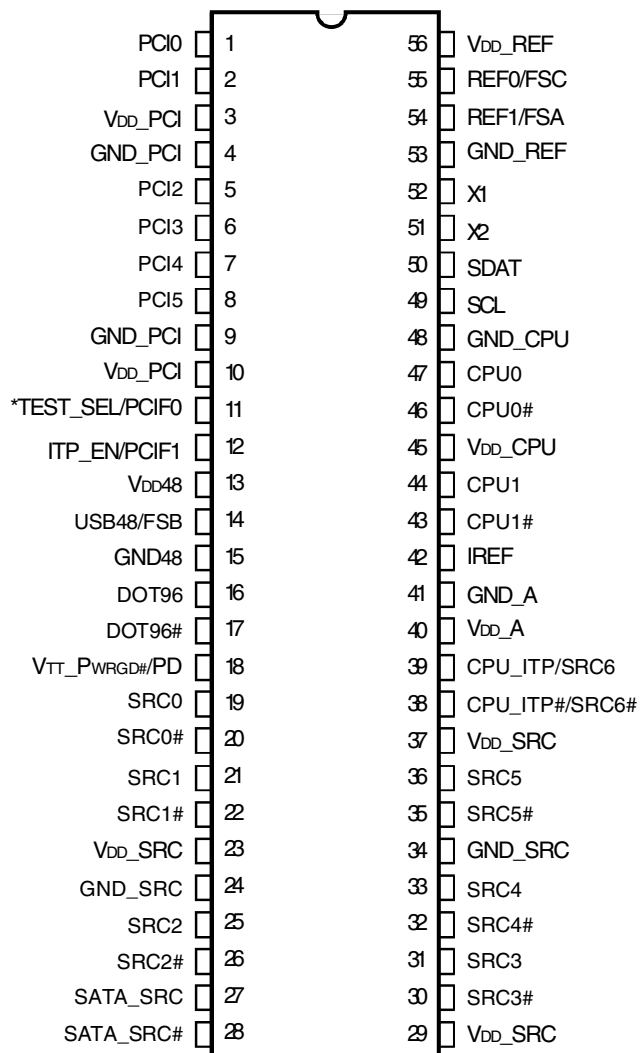 PCI0 1 56 VDD_REF
PCI1 2 55 REF0/FSC
VDD_PCI 3 54 REF1/FSA
GND_PCI 4 53 GND_REF
PCI2 5 52 X1
PCI3 6 51 X2
PCI4 7 50 SDAT
PCI5 8 49 SCL
GND_PCI 9 48 GND_CPU
VDD_PCI 10 47 CPU0
*TEST_SEL/PCIF0 11 46 CPU0#
ITP_EN/PCIF1 12 45 VDD_CPU
VDD48 13 44 CPU1
USB48/FSB 14 43 CPU1#
GND48 15 42 IREF
DOT96 16 41 GND_A
DOT96# 17 40 VDD_A
VTT_PWRGD#/PD 18 39 CPU_ITP/SRC6
SRC0 19 38 CPU_ITP#/SRC6#
SRC0# 20 37 VDD_SRC
SRC1 21 36 SRC5
SRC1# 22 35 SRC5#
VDD_SRC 23 34 GND_SRC
GND_SRC 24 33 SRC4
SRC2 25 32 SRC4#
SRC2# 26 31 SRC3
SATA_SRC 27 30 SRC3#
SATA_SRC# 28 29 VDD_SRC